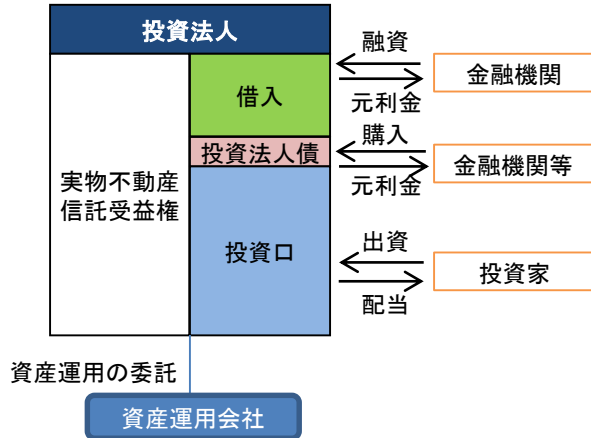 投資法人
実物不動産
信託受益権
借入
投資法人債
投資口
融資
元利金
金融機関
購入
元利金
金融機関等
出資
配当
投資家
資産運用の委託
資産運用会社